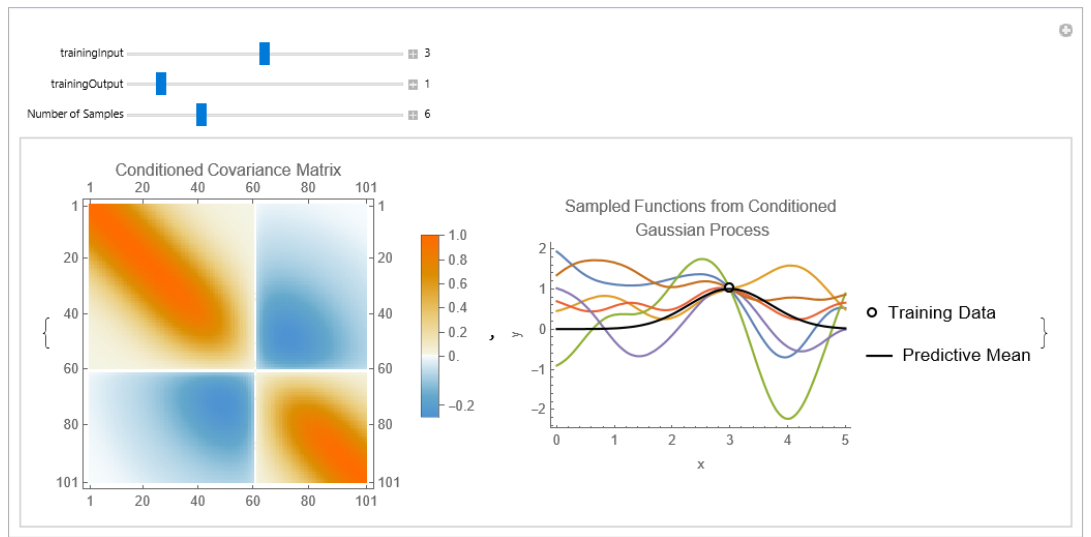 trainingInput 3
trainingOutput 1
Number of Samples 6
Conditioned Covariance Matrix
1 20 40 60 80 101
1 1
20 20
40 40
60 60
80 80
101 101
1 20 40 60 80 101
1.0
0.8
0.6
0.4
0.2
0.
−0.2
{
,
Sampled Functions from Conditioned
Gaussian Process
2
1
0
−1
−2
y
0 1 2 3 4 5
x
Training Data
Predictive Mean
}